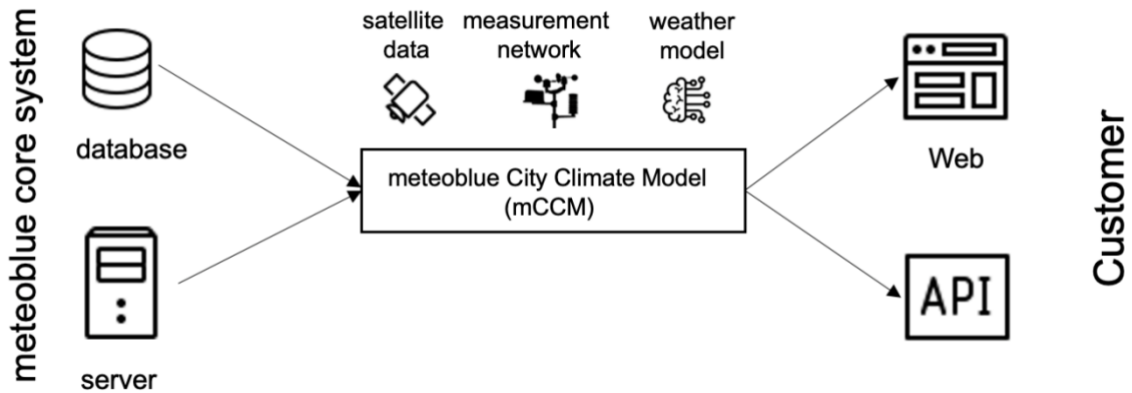 meteoblue core system
database
server
satellite
data
measurement
network
weather
model
meteoblue City Climate Model
(mCCM)
Web
API
Customer